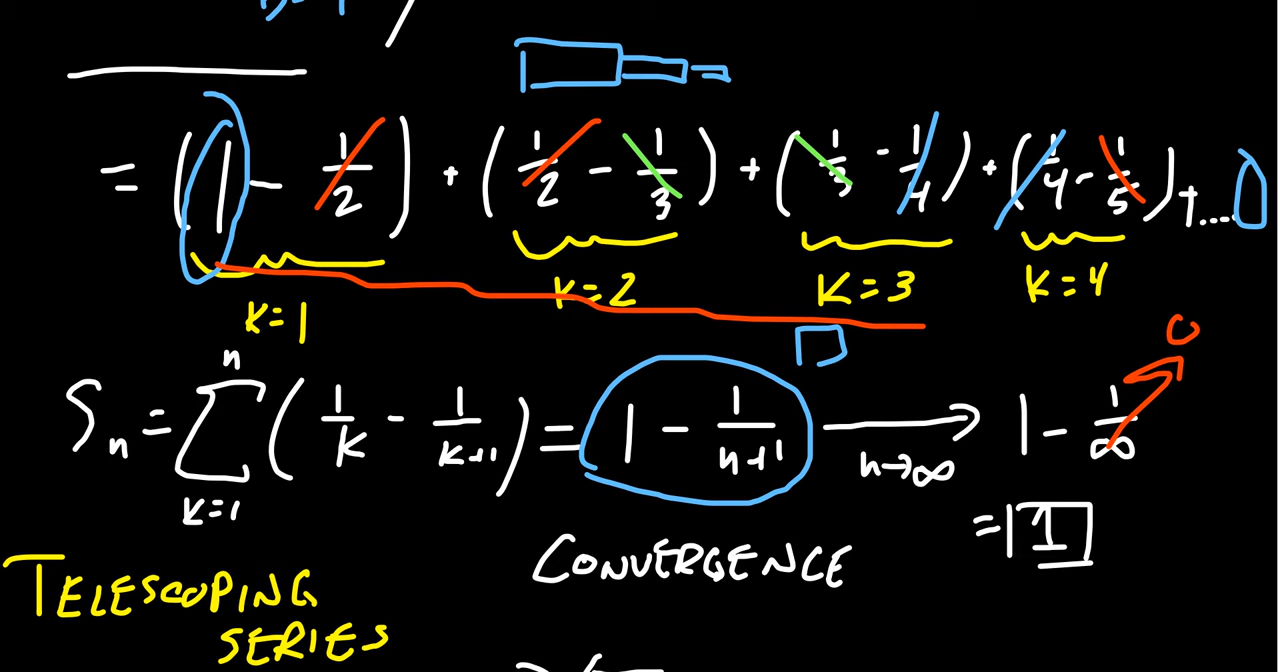 = (1 - 1/2) + (1/2 - 1/3) + (1/3 - 1/4) + (1/4 - 1/5) + ....
K=1 K=2 K=3 K=4
0
Sn = Σ k=1 n (1/K - 1/K+1) = 1 - 1/n+1 → n→∞ 1 - 1/∞
= 1
CONVERGENCE
TELESCOPING
SERIES